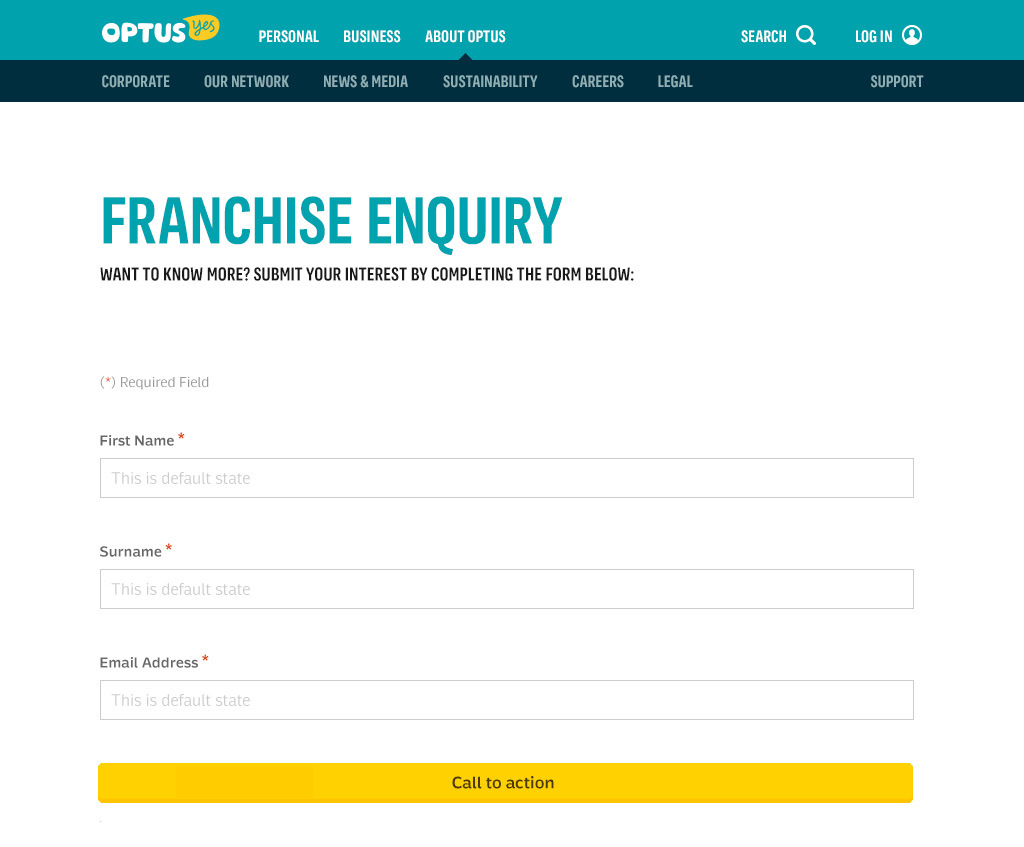 OPTUS yes
PERSONAL BUSINESS ABOUT OPTUS SEARCH LOG IN
CORPORATE OUR NETWORK NEWS & MEDIA SUSTAINABILITY CAREERS LEGAL SUPPORT
FRANCHISE ENQUIRY
WANT TO KNOW MORE? SUBMIT YOUR INTEREST BY COMPLETING THE FORM BELOW:
(*) Required Field
First Name *
This is default state
Surname *
This is default state
Email Address *
This is default state
Call to action